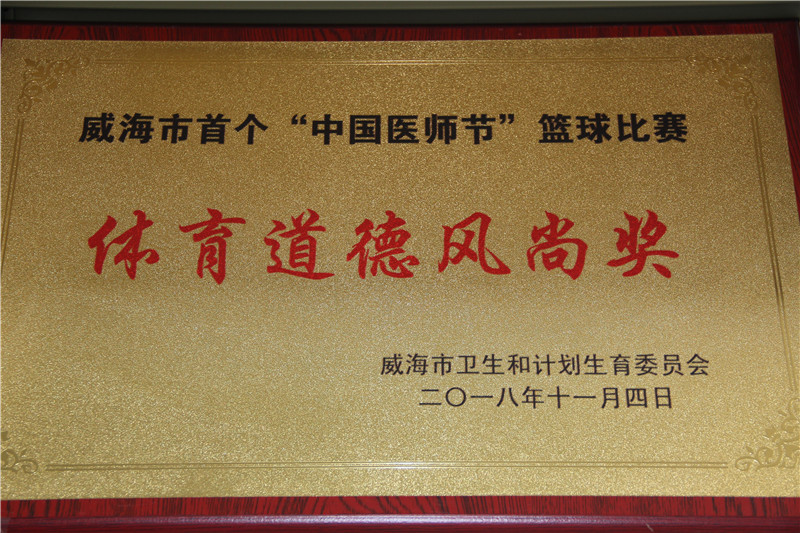 威海市首个“中国医师节”篮球比赛
体育道德风尚奖
威海市卫生和计划生育委员会
二〇一八年十一月四日